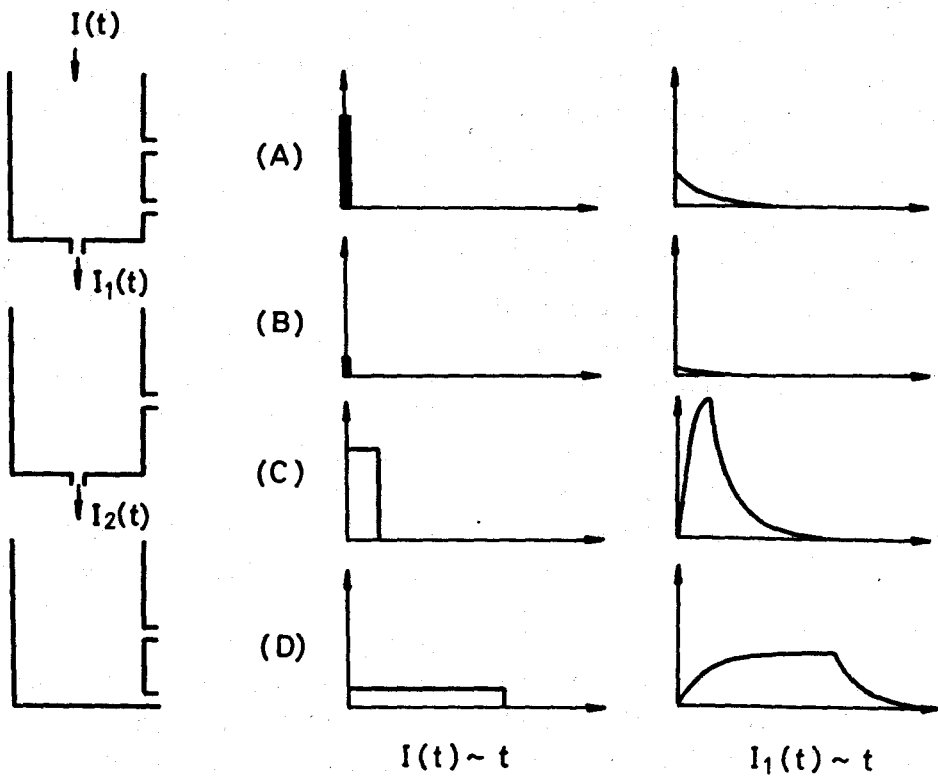 I(t)
I₁(t)
I₂(t)
(A)
(B)
(C)
(D)
I(t) ~ t
I₁(t) ~ t